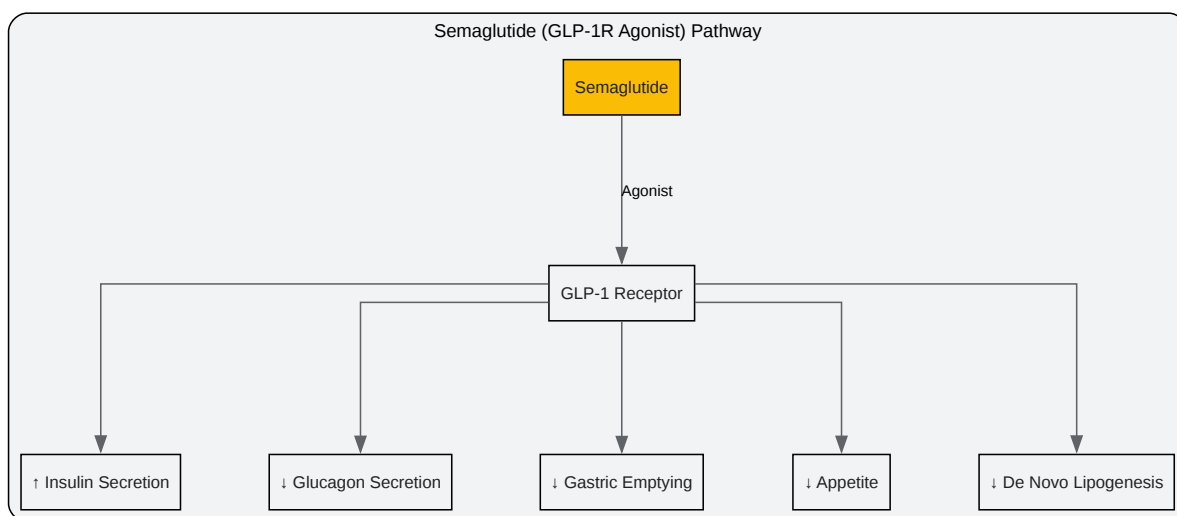 Semaglutide (GLP-1R Agonist) Pathway
Semaglutide
Agonist
GLP-1 Receptor
↑ Insulin Secretion
↓ Glucagon Secretion
↓ Gastric Emptying
↓ Appetite
↓ De Novo Lipogenesis